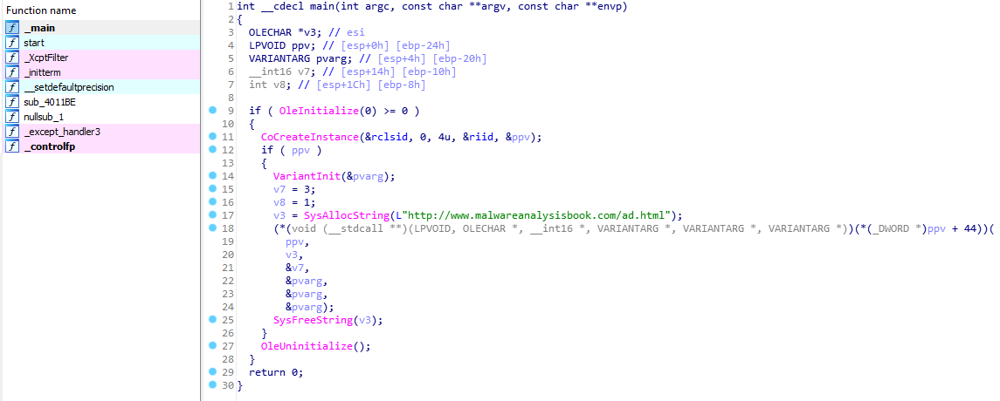 Function name
f _main
f start
f _XcptFilter
f _initterm
f __setdefaultprecision
f sub_4011BE
f nullsub_1
f _except_handler3
f _controlfp
1 int __cdecl main(int argc, const char **argv, const char **envp)
2 {
3 OLECHAR *v3; // esi
4 LPVOID ppv; // [esp+0h] [ebp-24h]
5 VARIANTARG pvarg; // [esp+4h] [ebp-20h]
6 __int16 v7; // [esp+14h] [ebp-10h]
7 int v8; // [esp+1Ch] [ebp-8h]
8
9 if ( OleInitialize(0) >= 0 )
10 {
11 CoCreateInstance(&rclsid, 0, 4u, &riid, &ppv);
12 if ( ppv )
13 {
14 VariantInit(&pvarg);
15 v7 = 3;
16 v8 = 1;
17 v3 = SysAllocString(L"http://www.malwareanalysisbook.com/ad.html");
18 (*(void (__stdcall **)(LPVOID, OLECHAR *, __int16 *, VARIANTARG *, VARIANTARG *, VARIANTARG *))(*(_DWORD *)ppv + 44))(
19 ppv,
20 v3,
21 &v7,
22 &pvarg,
23 &pvarg,
24 &pvarg);
25 SysFreeString(v3);
26 }
27 OleUninitialize();
28 }
29 return 0;
30 }